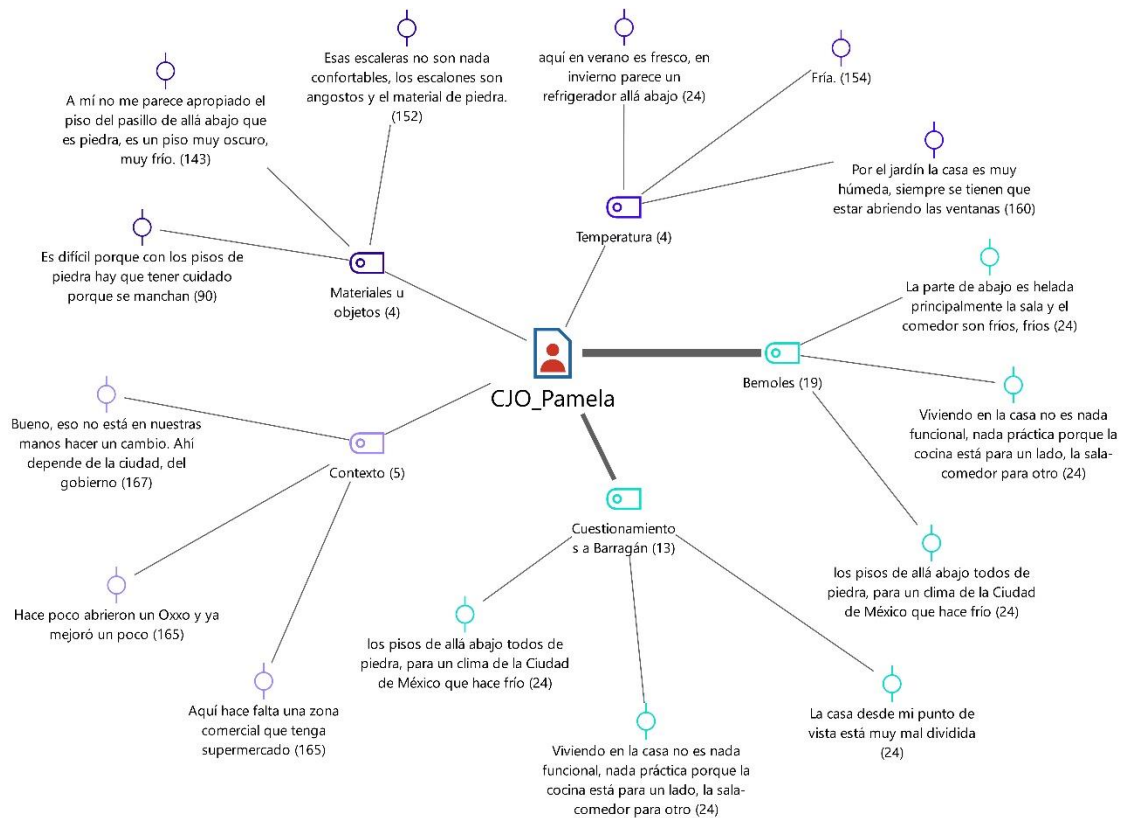 Esas escaleras no son nada
confortables, los escalones son
angostos y el material de piedra.
(152)
aquí en verano es fresco, en
invierno parece un
refrigerador allá abajo (24)
Fría. (154)
A mí no me parece apropiado el
piso del pasillo de allá abajo que
es piedra, es un piso muy oscuro,
muy frío. (143)
Por el jardín la casa es muy
húmeda, siempre se tienen que
estar abriendo las ventanas (160)
Temperatura (4)
Es difícil porque con los pisos de
piedra hay que tener cuidado
porque se manchan (90)
Materiales u
objetos (4)
La parte de abajo es helada
principalmente la sala y el
comedor son fríos, fríos (24)
Bemoles (19)
CJO_Pamela
Bueno, eso no está en nuestras
manos hacer un cambio. Ahí
depende de la ciudad, del
gobierno (167)
Contexto (5)
Viviendo en la casa no es nada
funcional, nada práctica porque la
cocina está para un lado, la sala-
comedor para otro (24)
Cuestionamiento
s a Barragán (13)
los pisos de allá abajo todos de
piedra, para un clima de la Ciudad
de México que hace frío (24)
Hace poco abrieron un Oxxo y ya
mejoró un poco (165)
los pisos de allá abajo todos de
piedra, para un clima de la Ciudad
de México que hace frío (24)
Aquí hace falta una zona
comercial que tenga
supermercado (165)
Viviendo en la casa no es nada
funcional, nada práctica porque la
cocina está para un lado, la sala-
comedor para otro (24)
La casa desde mi punto de
vista está muy mal dividida
(24)